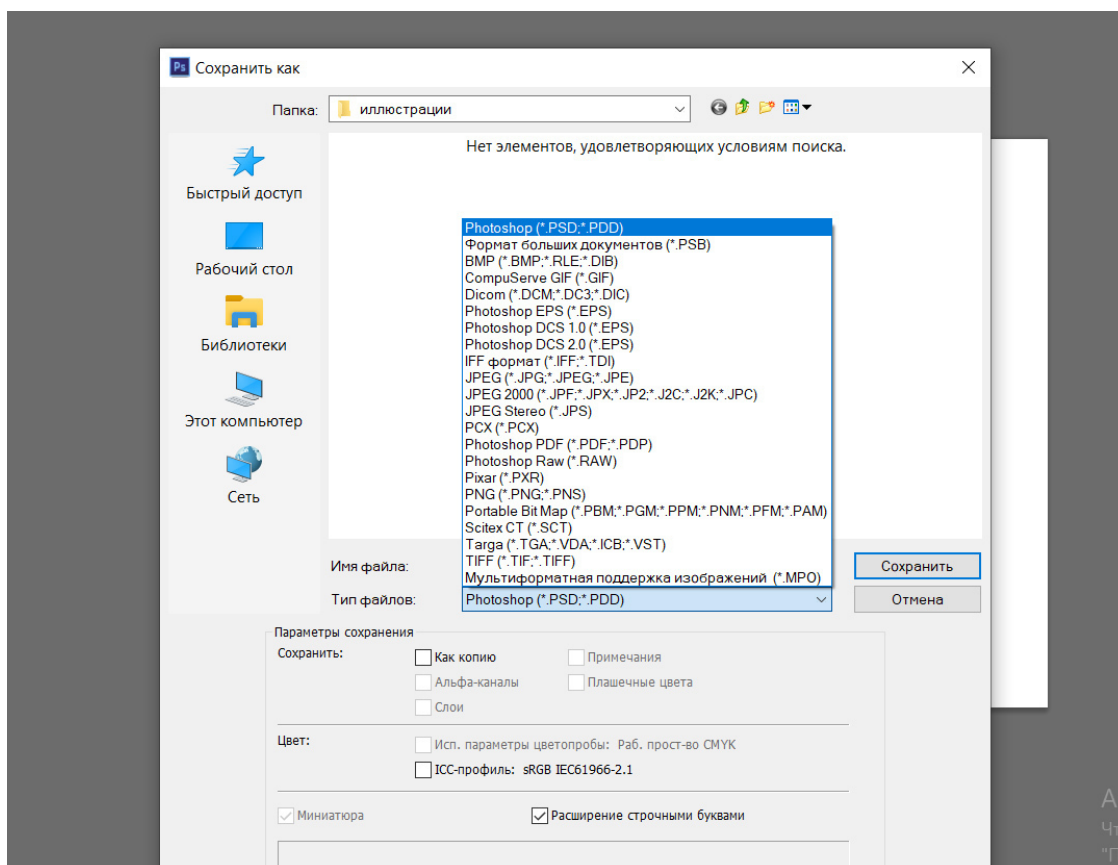 Ps Сохранить как
Папка: иллюстрации
Нет элементов, удовлетворяющих условиям поиска.
Быстрый доступ
Рабочий стол
Библиотеки
Этот компьютер
Сеть
Photoshop (*.PSD;*.PDD)
Формат больших документов (*.PSB)
BMP (*.BMP;*.RLE;*.DIB)
CompuServe GIF (*.GIF)
Dicom (*.DCM;*.DC3;*.DIC)
Photoshop EPS (*.EPS)
Photoshop DCS 1.0 (*.EPS)
Photoshop DCS 2.0 (*.EPS)
IFF формат (*.IFF;*.TDI)
JPEG (*.JPG;*.JPEG;*.JPE)
JPEG 2000 (*.JPF;*.JPX;*.JP2;*.J2C;*.J2K;*.JPC)
JPEG Stereo (*.JPS)
PCX (*.PCX)
Photoshop PDF (*.PDF;*.PDP)
Photoshop Raw (*.RAW)
Pixar (*.PXR)
PNG (*.PNG;*.PNS)
Portable Bit Map (*.PBM;*.PGM;*.PPM;*.PNM;*.PFM;*.PAM)
Scitex CT (*.SCT)
Targa (*.TGA;*.VDA;*.ICB;*.VST)
TIFF (*.TIF;*.TIFF)
Мультиформатная поддержка изображений (*.MPO)
Имя файла: Сохранить
Тип файлов: Photoshop (*.PSD;*.PDD) Отмена
Параметры сохранения
Сохранить: Как копию Примечания
Альфа-каналы Плашечные цвета
Слои
Цвет: Исп. параметры цветопробы: Раб. прост-во CMYK
ICC-профиль: sRGB IEC61966-2.1
Миниатюра Расширение строчными буквами